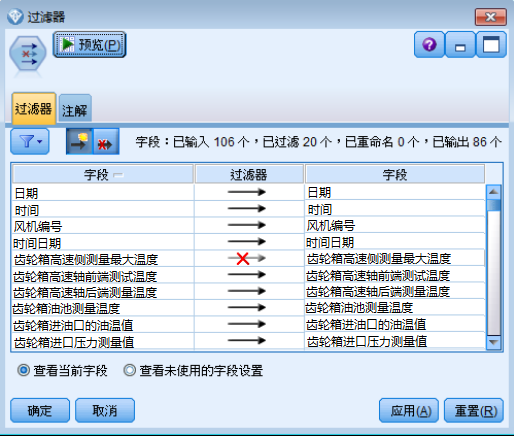 过滤器
预览(P)
过滤器 注解
字段：已输入 106 个，已过滤 20 个，已重命名 0 个，已输出 86 个
字段 过滤器 字段
日期 日期
时间 时间
风机编号 风机编号
时间日期 时间日期
齿轮箱高速侧测量最大温度 齿轮箱高速侧测量最大温度
齿轮箱高速轴前端测试温度 齿轮箱高速轴前端测量温度
齿轮箱高速轴后端测量温度 齿轮箱高速轴后端测量温度
齿轮箱油池测量温度 齿轮箱油池测量温度
齿轮箱进油口的油温值 齿轮箱进油口的油温值
齿轮箱进口压力测量值 齿轮箱进口压力测量值
查看当前字段 查看未使用的字段设置
确定 取消 应用(A) 重置(R)